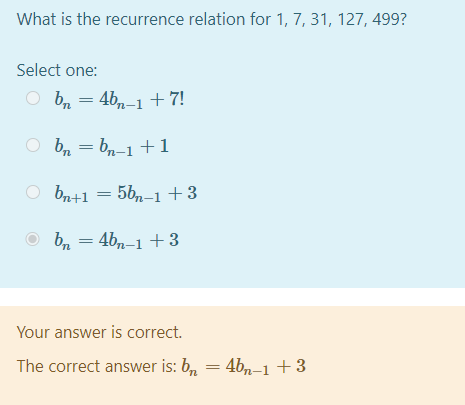 What is the recurrence relation for 1, 7, 31, 127, 499?
Select one:
bₙ = 4bₙ₋₁ + 7!
bₙ = bₙ₋₁ + 1
bₙ₊₁ = 5bₙ₋₁ + 3
bₙ = 4bₙ₋₁ + 3
Your answer is correct.
The correct answer is: bₙ = 4bₙ₋₁ + 3